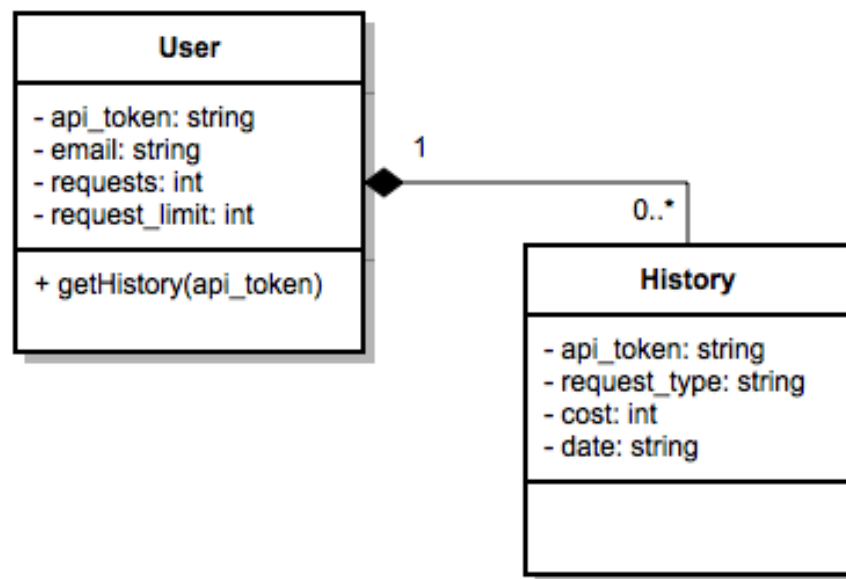 User
- api_token: string
- email: string
- requests: int
- request_limit: int
+ getHistory(api_token)
1
0..*
History
- api_token: string
- request_type: string
- cost: int
- date: string